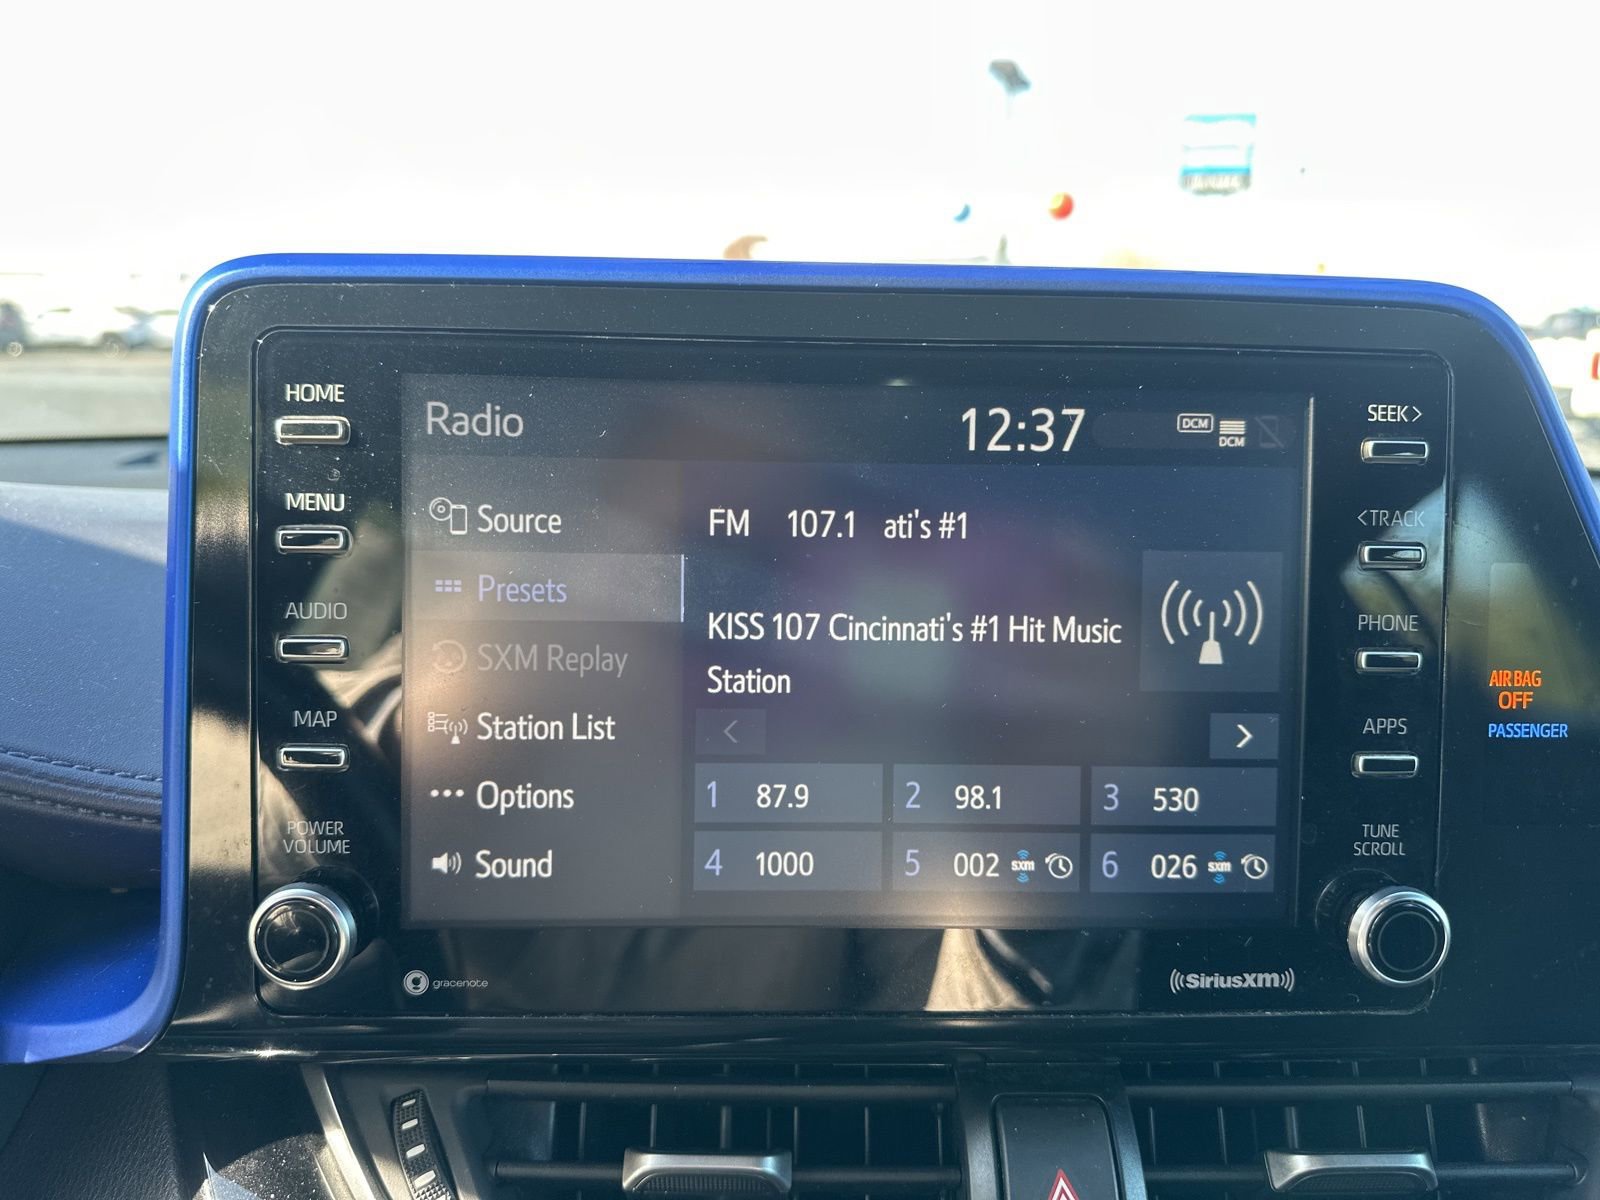 HOME
MENU
AUDIO
MAP
POWER
VOLUME
Radio
12:37
DCM
DCM
Source
Presets
SXM Replay
Station List
Options
Sound
FM 107.1 ati's #1
KISS 107 Cincinnati's #1 Hit Music
Station
<
>
1 87.9
2 98.1
3 530
4 1000
5 002 sxm
6 026 sxm
gracenote
SiriusXM
SEEK>
<TRACK
PHONE
APPS
TUNE
SCROLL
AIR BAG
OFF
PASSENGER